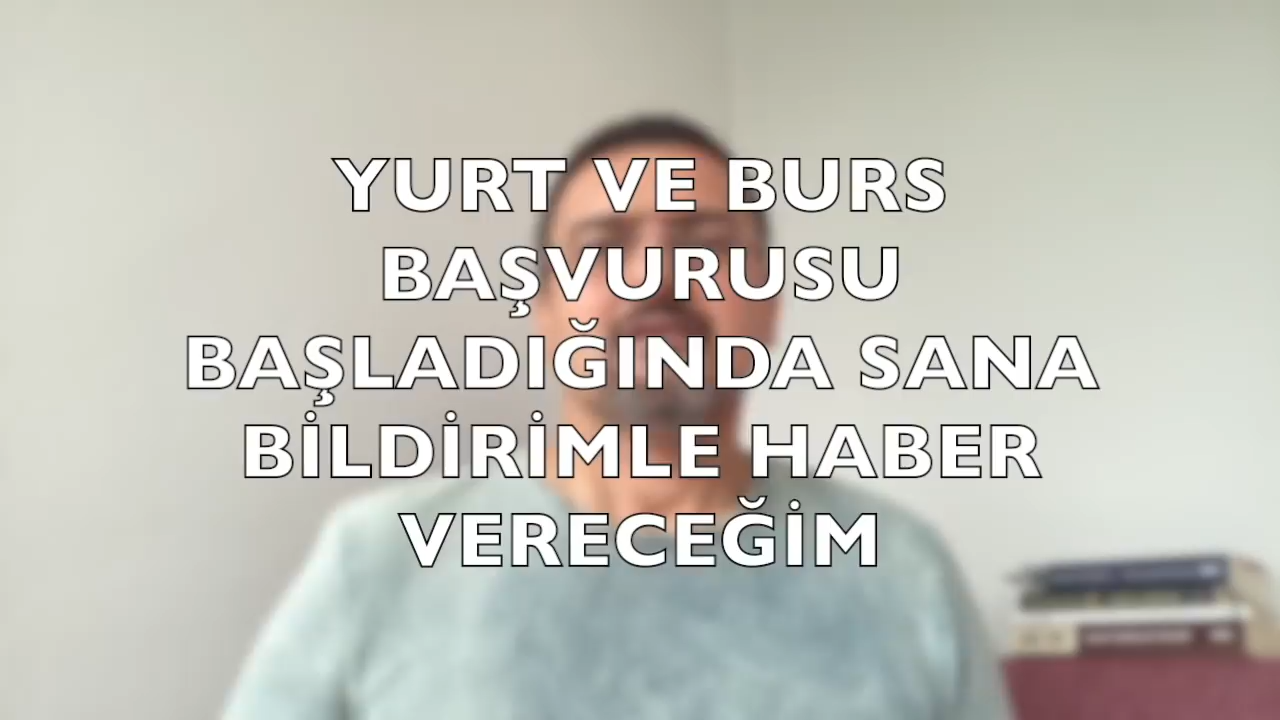 YURT VE BURS
BAŞVURUSU
BAŞLADIĞINDA SANA
BİLDİRİMLE HABER
VERECEĞİM